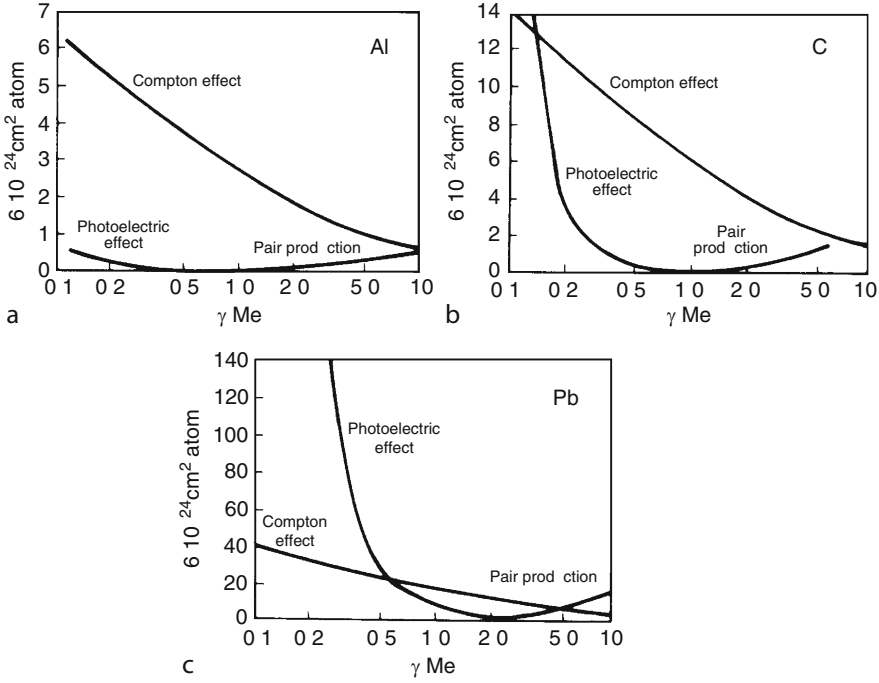 Al
7
6
5
4
3
2
1
0
6 10 24cm2 atom
Compton effect
Photoelectric
effect
Pair prod ction
0 1
0 2
0 5
1 0
2 0
5 0
10
γ Me
a
C
14
12
10
8
6
4
2
0
6 10 24cm2 atom
Compton effect
Photoelectric
effect
Pair
prod ction
0 1
0 2
0 5
1 0
2 0
5 0
10
γ Me
b
Pb
140
120
100
80
60
40
20
0
6 10 24cm2 atom
Photoelectric
effect
Compton
effect
Pair prod ction
0 1
0 2
0 5
1 0
2 0
5 0
10
γ Me
c